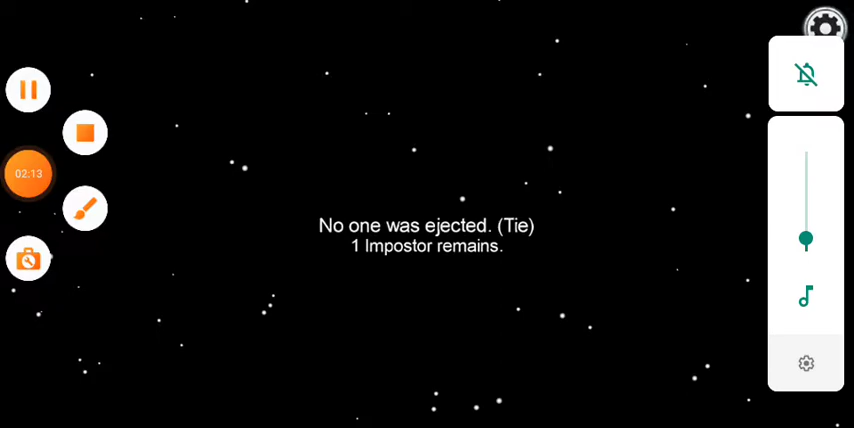 02:13
No one was ejected. (Tie)
1 Impostor remains.